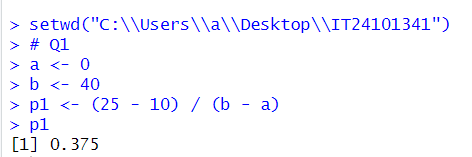 > setwd("C:\\Users\\a\\Desktop\\IT24101341")
> # Q1
> a <- 0
> b <- 40
> p1 <- (25 - 10) / (b - a)
> p1
[1] 0.375